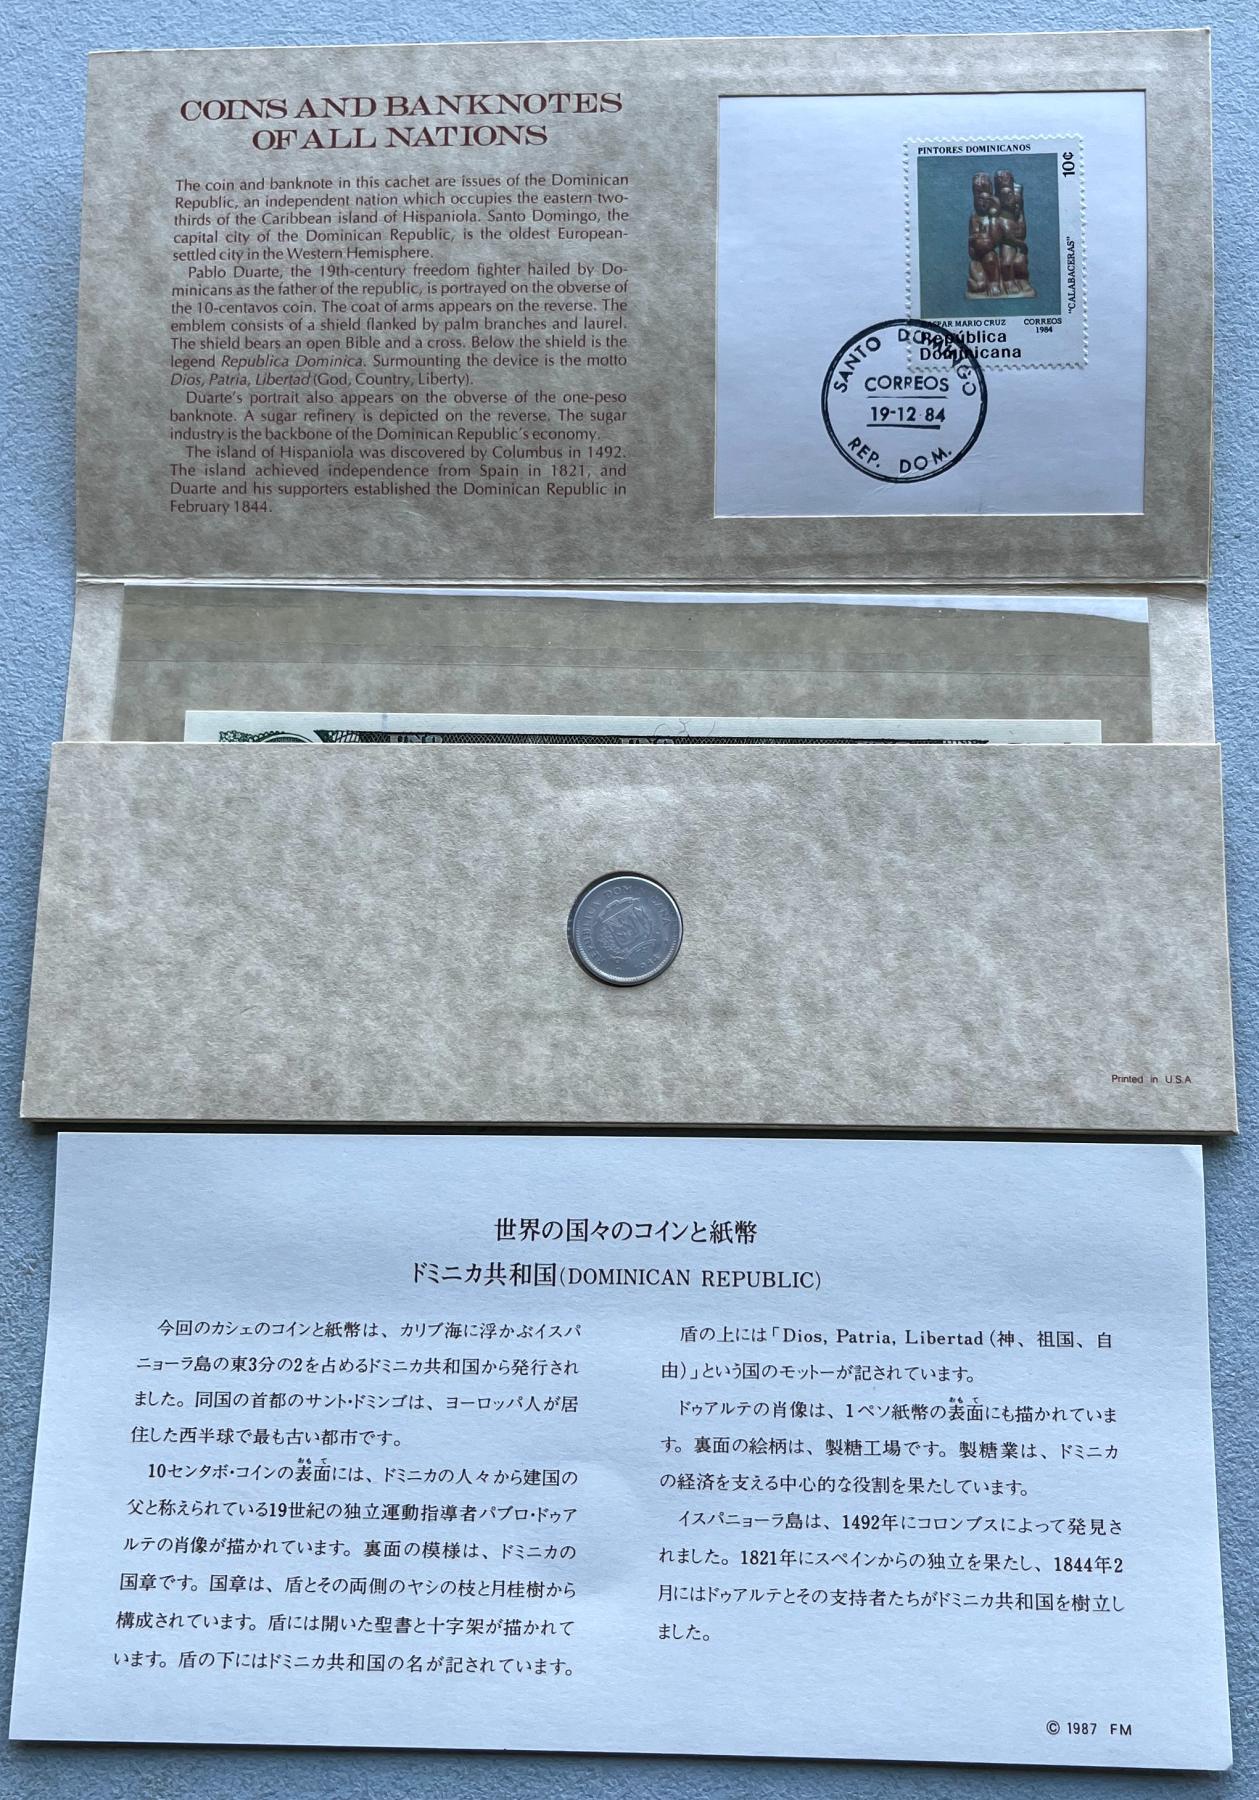 COINS AND BANKNOTES
OF ALL NATIONS
The coin and banknote in this cachet are issues of the Dominican
Republic, an independent nation which occupies the eastern two-
thirds of the Caribbean island of Hispaniola. Santo Domingo, the
capital city of the Dominican Republic, is the oldest European-
settled city in the Western Hemisphere.
Pablo Duarte, the 19th-century freedom fighter hailed by Do-
minicans as the father of the republic, is portrayed on the obverse of
the 10-centavos coin. The coat of arms appears on the reverse. The
emblem consists of a shield flanked by palm branches and laurel.
The shield bears an open Bible and a cross. Below the shield is the
legend Republica Dominica. Surmounting the device is the motto
Dios, Patria, Libertad (God, Country, Liberty).
Duarte's portrait also appears on the obverse of the one-peso
banknote. A sugar refinery is depicted on the reverse. The sugar
industry is the backbone of the Dominican Republic's economy.
The island of Hispaniola was discovered by Columbus in 1492.
The island achieved independence from Spain in 1821, and
Duarte and his supporters established the Dominican Republic in
February 1844.
PINTORES DOMINICANOS
10¢
"CALABACERAS"
GASPAR MARIO CRUZ
CORREOS
1984
República
Dominicana
SANTO DOMINGO
CORREOS
19-12-84
REP. DOM.
Printed in U.S.A
世界の国々のコインと紙幣
ドミニカ共和国(DOMINICAN REPUBLIC)
今回のカシェのコインと紙幣は、カリブ海に浮かぶイスパ
ニョーラ島の東3分の2を占めるドミニカ共和国から発行され
ました。同国の首都のサント・ドミンゴは、ヨーロッパ人が居
住した西半球で最も古い都市です。
おもて
10センタボ・コインの表面には、ドミニカの人々から建国の
父と称えられている19世紀の独立運動指導者パブロ・ドゥア
ルテの肖像が描かれています。裏面の模様は、ドミニカの
国章です。国章は、盾とその両側のヤシの枝と月桂樹から
構成されています。盾には開いた聖書と十字架が描かれて
います。盾の下にはドミニカ共和国の名が記されています。
盾の上には「Dios, Patria, Libertad (神、祖国、自
由)」という国のモットーが記されています。
おもて
ドゥアルテの肖像は、1ペソ紙幣の表面にも描かれていま
す。裏面の絵柄は、製糖工場です。製糖業は、ドミニカ
の経済を支える中心的な役割を果たしています。
イスパニョーラ島は、1492年にコロンブスによって発見さ
れました。1821年にスペインからの独立を果たし、1844年2
月にはドゥアルテとその支持者たちがドミニカ共和国を樹立し
ました。
© 1987 FM